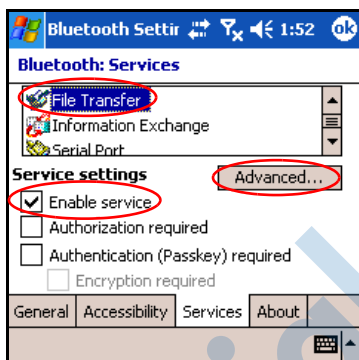 Bluetooth Settir 1:52 ok
Bluetooth: Services
File Transfer
Information Exchange
Serial Port
Service settings Advanced...
Enable service
Authorization required
Authentication (Passkey) required
Encryption required
General Accessibility Services About